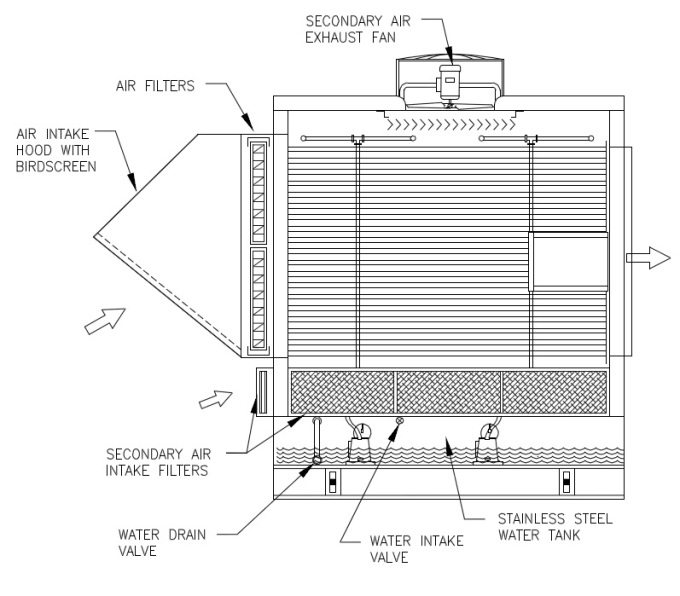 SECONDARY AIR
EXHAUST FAN
AIR FILTERS
AIR INTAKE
HOOD WITH
BIRDSCREEN
SECONDARY AIR
INTAKE FILTERS
WATER DRAIN
VALVE
WATER INTAKE
VALVE
STAINLESS STEEL
WATER TANK